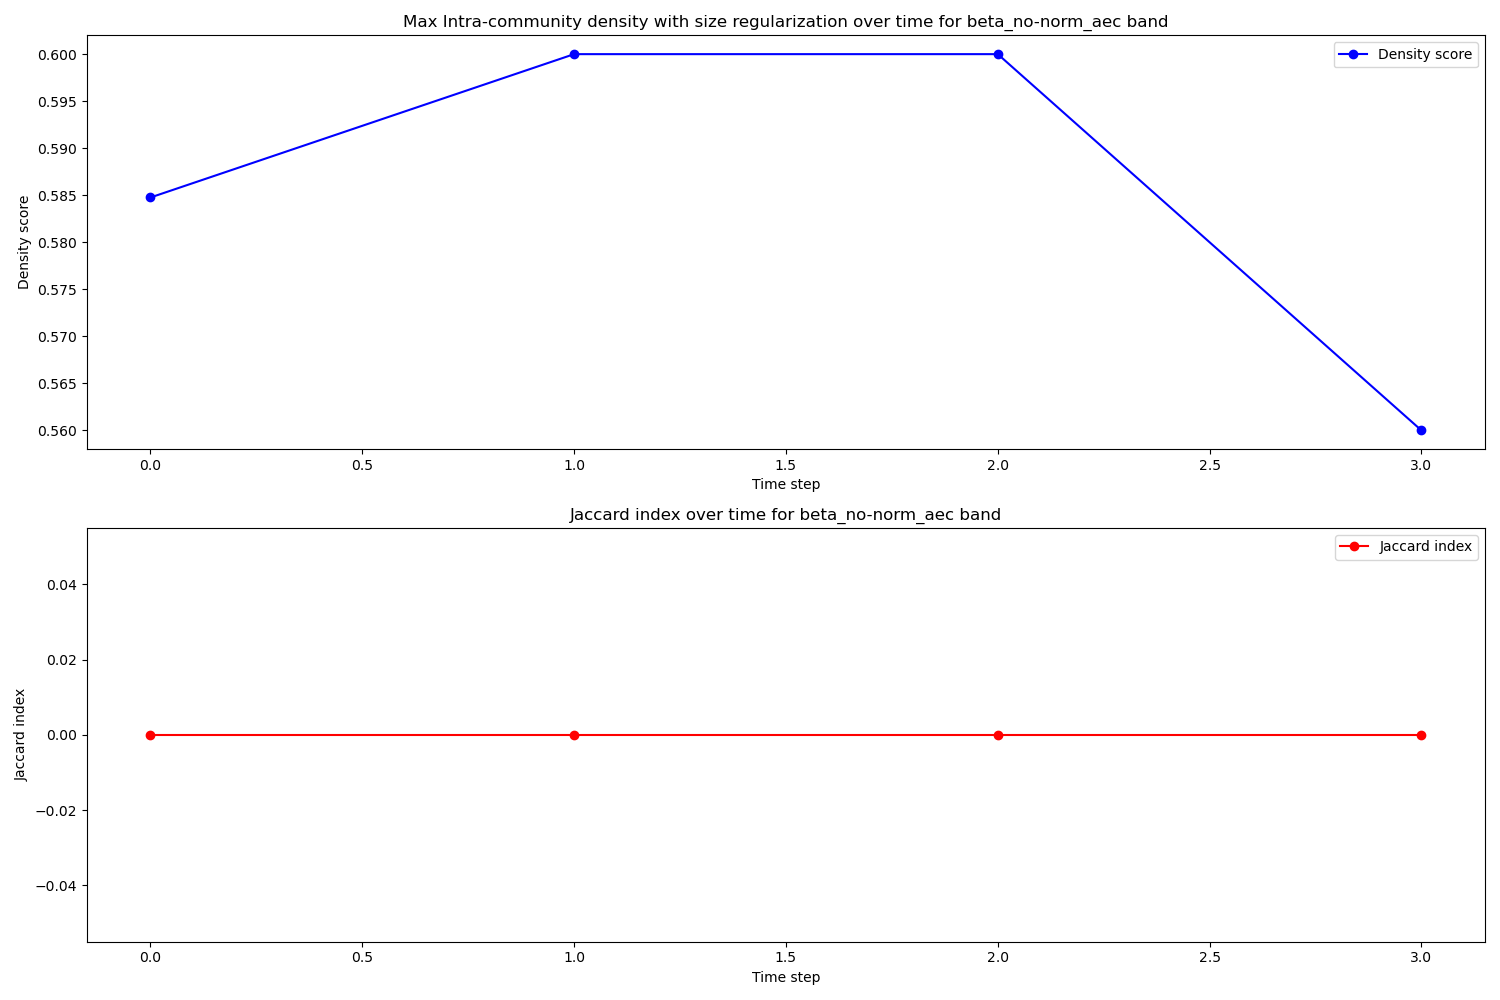 Max Intra-community density with size regularization over time for beta_no-norm_aec band
Density score
0.600
0.595
0.590
0.585
0.580
0.575
0.570
0.565
0.560
Density score
0.0 0.5 1.0 1.5 2.0 2.5 3.0
Time step
Jaccard index over time for beta_no-norm_aec band
Jaccard index
0.04
0.02
0.00
−0.02
−0.04
Jaccard index
0.0 0.5 1.0 1.5 2.0 2.5 3.0
Time step